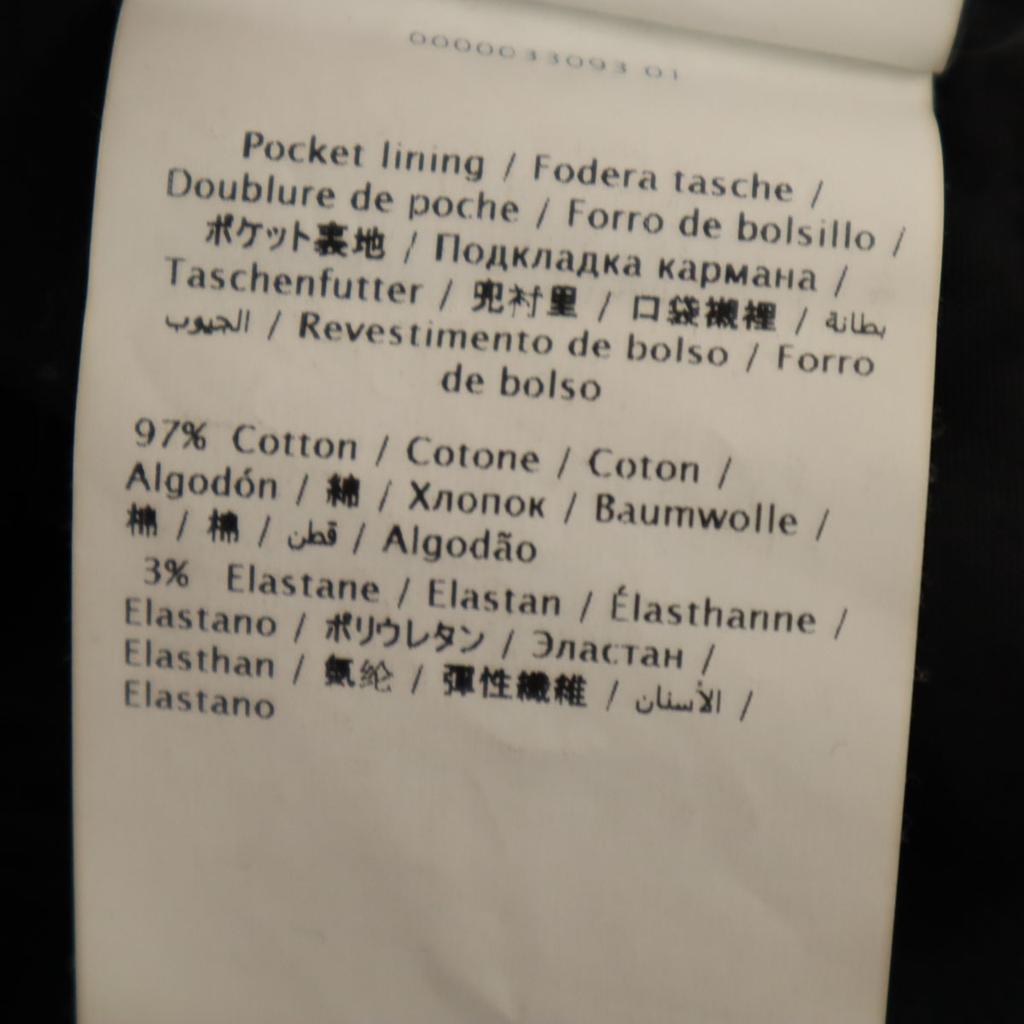 0000033093 01
Pocket lining / Fodera tasche /
Doublure de poche / Forro de bolsillo /
ポケット裏地 / Подкладка кармана /
Taschenfutter / 兜衬里 / 口袋襯裡 / بطانة
الجيوب / Revestimento de bolso / Forro
de bolso
97% Cotton / Cotone / Coton /
Algodón / 綿 / Хлопок / Baumwolle /
棉 / 棉 / قطن / Algodão
3% Elastane / Elastan / Élasthanne /
Elastano / ポリウレタン / Эластан /
Elasthan / 氨纶 / 彈性纖維 / الأسنان /
Elastano